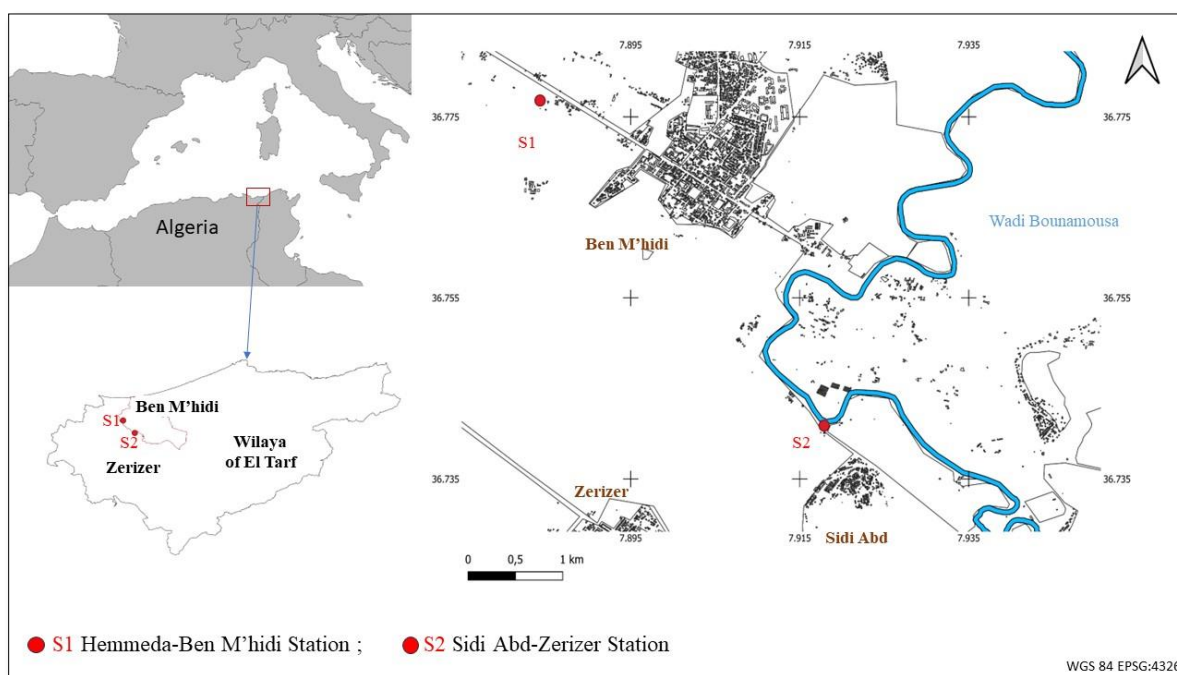 Algeria
Ben M'hidi
S1
S2
Zerizer
Wilaya
of El Tarf
7.895
7.915
7.935
36.775
36.775
S1
Wadi Bounamousa
Ben M'hidi
36.755
36.755
S2
36.735
36.735
Zerizer
Sidi Abd
7.895
7.915
7.935
0
0,5
1 km
S1 Hemmeda-Ben M'hidi Station ;
S2 Sidi Abd-Zerizer Station
WGS 84 EPSG:4326